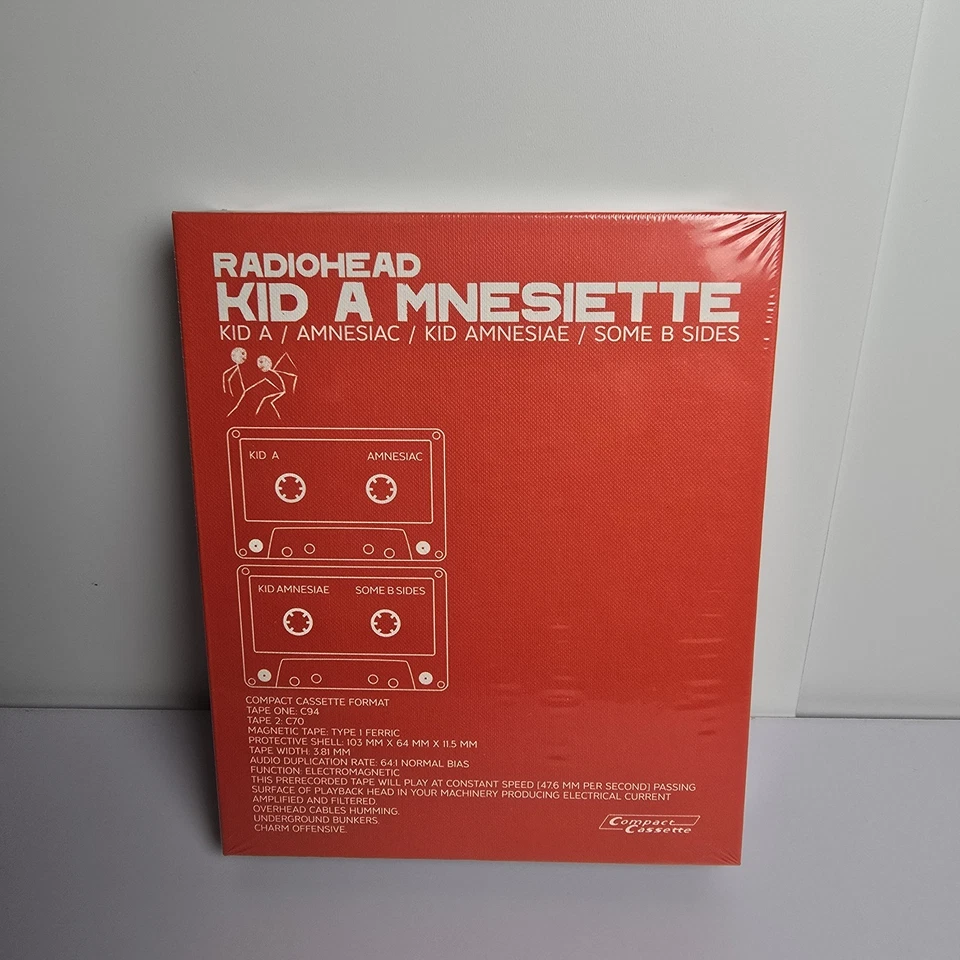 RADIOHEAD
KID A MNESIETTE
KID A / AMNESIAC / KID AMNESIAE / SOME B SIDES
KID A AMNESIAC
KID AMNESIAE SOME B SIDES
COMPACT CASSETTE FORMAT
TAPE ONE: C94
TAPE 2: C70
MAGNETIC TAPE: TYPE I FERRIC
PROTECTIVE SHELL: 103 MM X 64 MM X 11.5 MM
TAPE WIDTH: 3.81 MM
AUDIO DUPLICATION RATE: 64:1 NORMAL BIAS
FUNCTION: ELECTROMAGNETIC
THIS PRERECORDED TAPE WILL PLAY AT CONSTANT SPEED [47.6 MM PER SECOND] PASSING
SURFACE OF PLAYBACK HEAD IN YOUR MACHINERY PRODUCING ELECTRICAL CURRENT
AMPLIFIED AND FILTERED.
OVERHEAD CABLES HUMMING.
UNDERGROUND BUNKERS.
CHARM OFFENSIVE.
Compact
Cassette